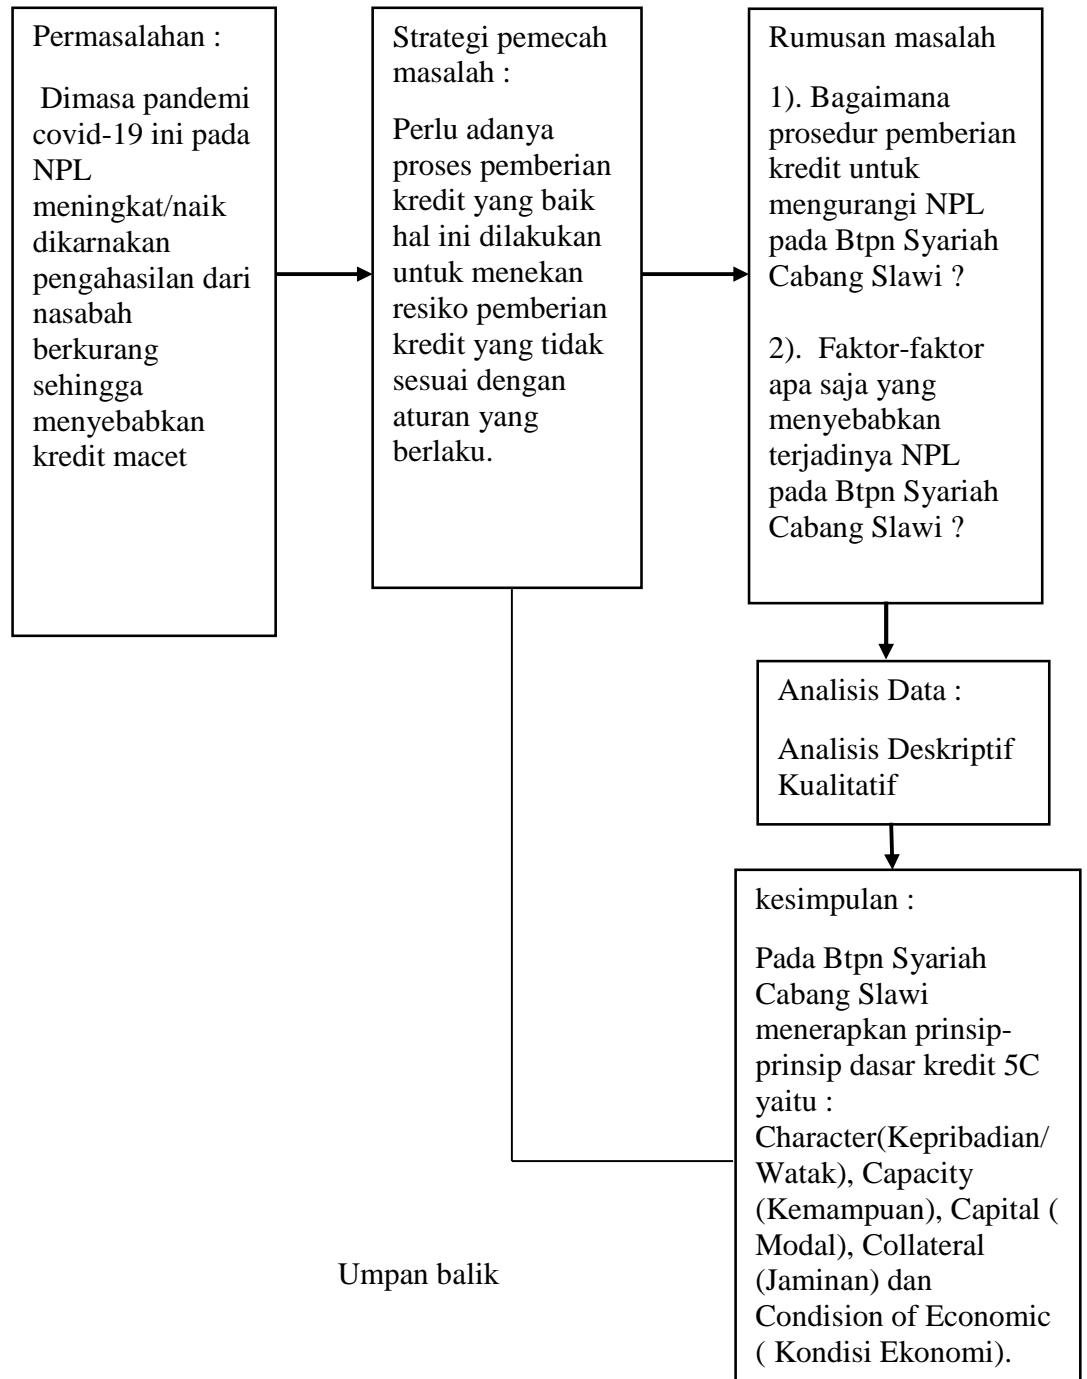 Permasalahan :
Dimasa pandemi
covid-19 ini pada
NPL
meningkat/naik
dikarnakan
pengahasilan dari
nasabah
berkurang
sehingga
menyebabkan
kredit macet
Strategi pemecah
masalah :
Perlu adanya
proses pemberian
kredit yang baik
hal ini dilakukan
untuk menekan
resiko pemberian
kredit yang tidak
sesuai dengan
aturan yang
berlaku.
Rumusan masalah
1). Bagaimana
prosedur pemberian
kredit untuk
mengurangi NPL
pada Btpn Syariah
Cabang Slawi ?
2). Faktor-faktor
apa saja yang
menyebabkan
terjadinya NPL
pada Btpn Syariah
Cabang Slawi ?
Analisis Data :
Analisis Deskriptif
Kualitatif
kesimpulan :
Pada Btpn Syariah
Cabang Slawi
menerapkan prinsip-
prinsip dasar kredit 5C
yaitu :
Character(Kepribadian/
Watak), Capacity
(Kemampuan), Capital (
Modal), Collateral
(Jaminan) dan
Condision of Economic
( Kondisi Ekonomi).
Umpan balik